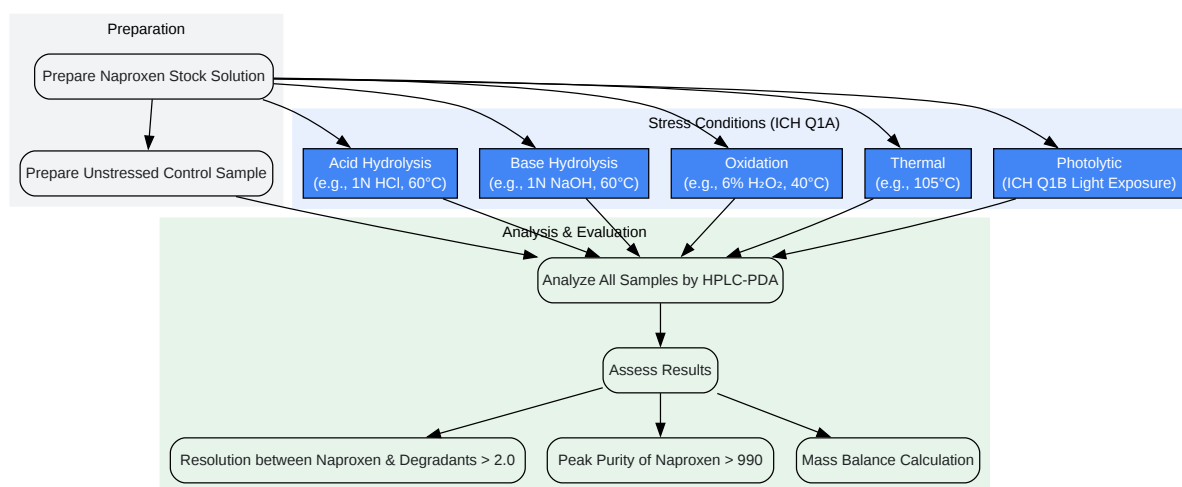 Preparation
Prepare Naproxen Stock Solution
Prepare Unstressed Control Sample
Stress Conditions (ICH Q1A)
Acid Hydrolysis
(e.g., 1N HCl, 60°C)
Base Hydrolysis
(e.g., 1N NaOH, 60°C)
Oxidation
(e.g., 6% H₂O₂, 40°C)
Thermal
(e.g., 105°C)
Photolytic
(ICH Q1B Light Exposure)
Analysis & Evaluation
Analyze All Samples by HPLC-PDA
Assess Results
Resolution between Naproxen & Degradants > 2.0
Peak Purity of Naproxen > 990
Mass Balance Calculation